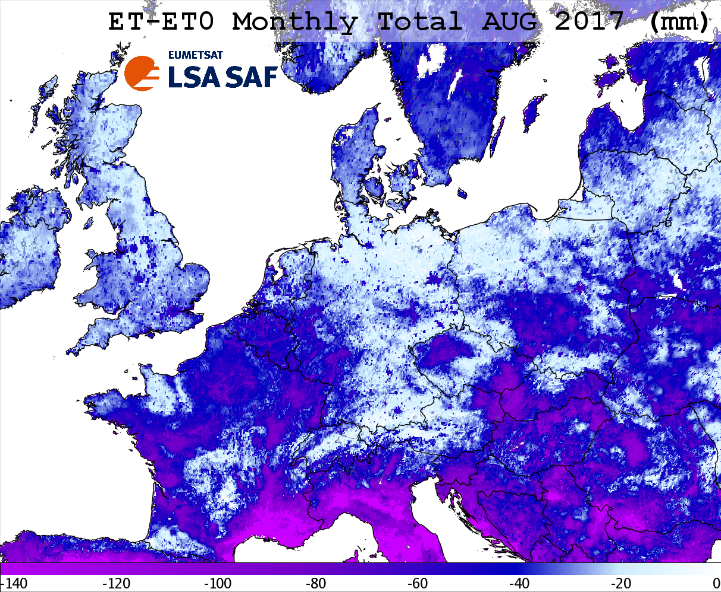 ET-ET0 Monthly Total AUG 2017 (mm)
EUMETSAT
LSA SAF
-140 -120 -100 -80 -60 -40 -20 0